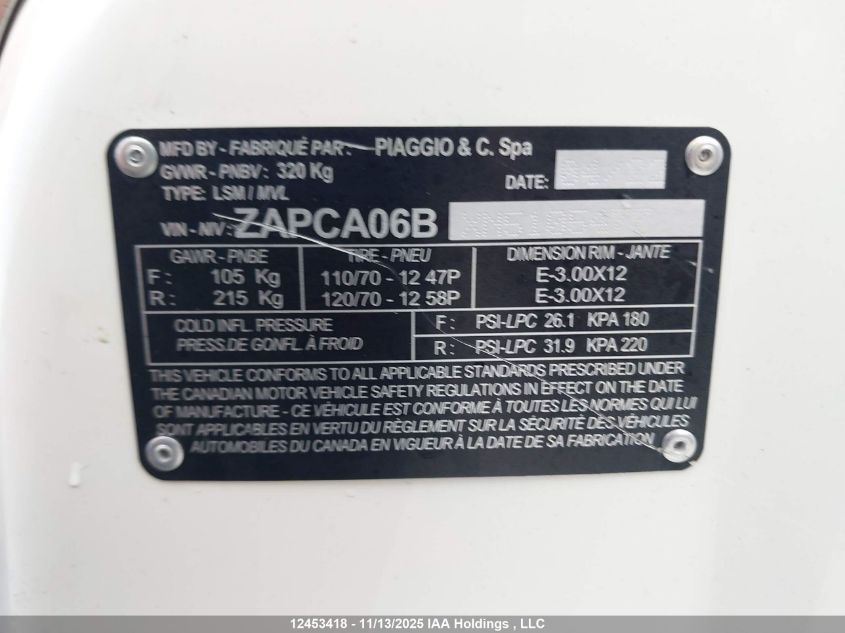 MFD BY - FABRIQUÉ PAR: PIAGGIO & C. Spa
GVWR - PNBV: 320 Kg
TYPE: LSM / MVL
DATE:
VIN - NIV: ZAPCA06B
GAWR - PNBE TIRE - PNEU DIMENSION RIM - JANTE
F: 105 Kg 110/70 - 12 47P E-3.00X12
R: 215 Kg 120/70 - 12 58P E-3.00X12
COLD INFL. PRESSURE F: PSI-LPC 26.1 KPA 180
PRESS.DE GONFL. À FROID R: PSI-LPC 31.9 KPA 220
THIS VEHICLE CONFORMS TO ALL APPLICABLE STANDARDS PRESCRIBED UNDER
THE CANADIAN MOTOR VEHICLE SAFETY REGULATIONS IN EFFECT ON THE DATE
OF MANUFACTURE - CE VÉHICULE EST CONFORME À TOUTES LES NORMES QUI LUI
SONT APPLICABLES EN VERTU DU RÈGLEMENT SUR LA SÉCURITÉ DES VÉHICULES
AUTOMOBILES DU CANADA EN VIGUEUR À LA DATE DE SA FABRICATION
12453418 - 11/13/2025 IAA Holdings , LLC